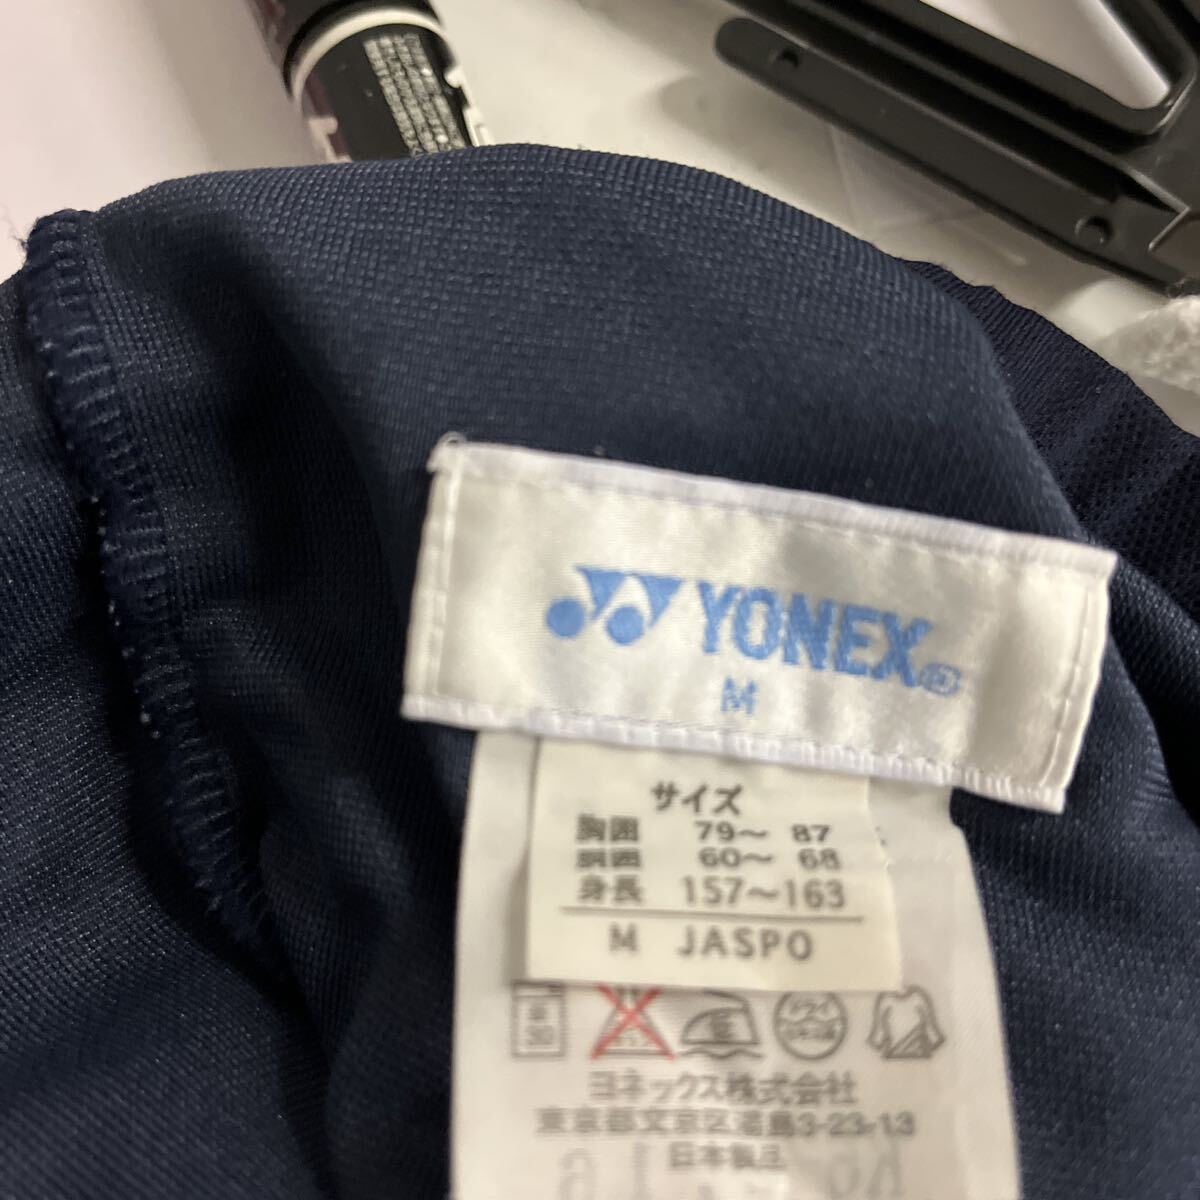 YONEX
M
サイズ
胸囲 79～ 87
胴囲 60～ 68
身長 157～163
M JASPO
ヨネックス株式会社
東京都文京区湯島3-23-13
日本製品